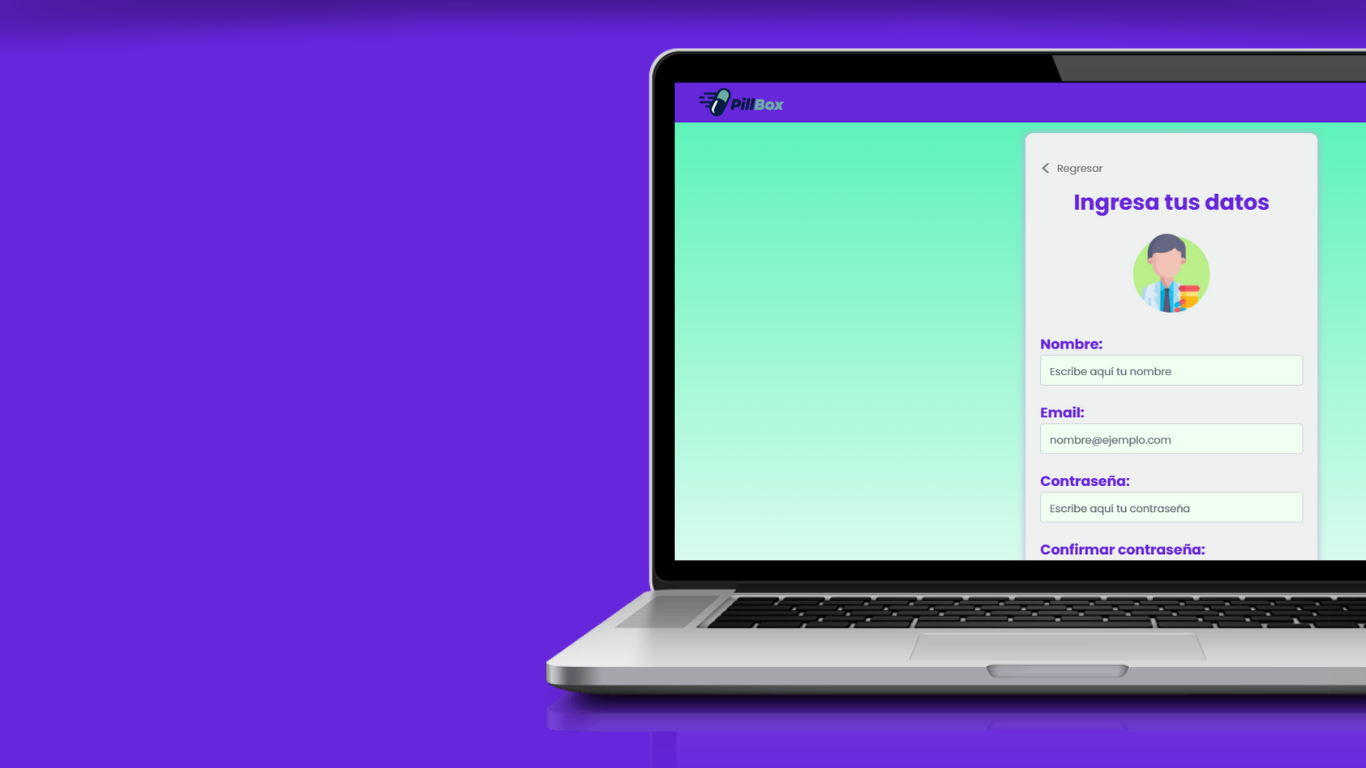 PillBox
Regresar
Ingresa tus datos
Nombre:
Escribe aquí tu nombre
Email:
nombre@ejemplo.com
Contraseña:
Escribe aquí tu contraseña
Confirmar contraseña: